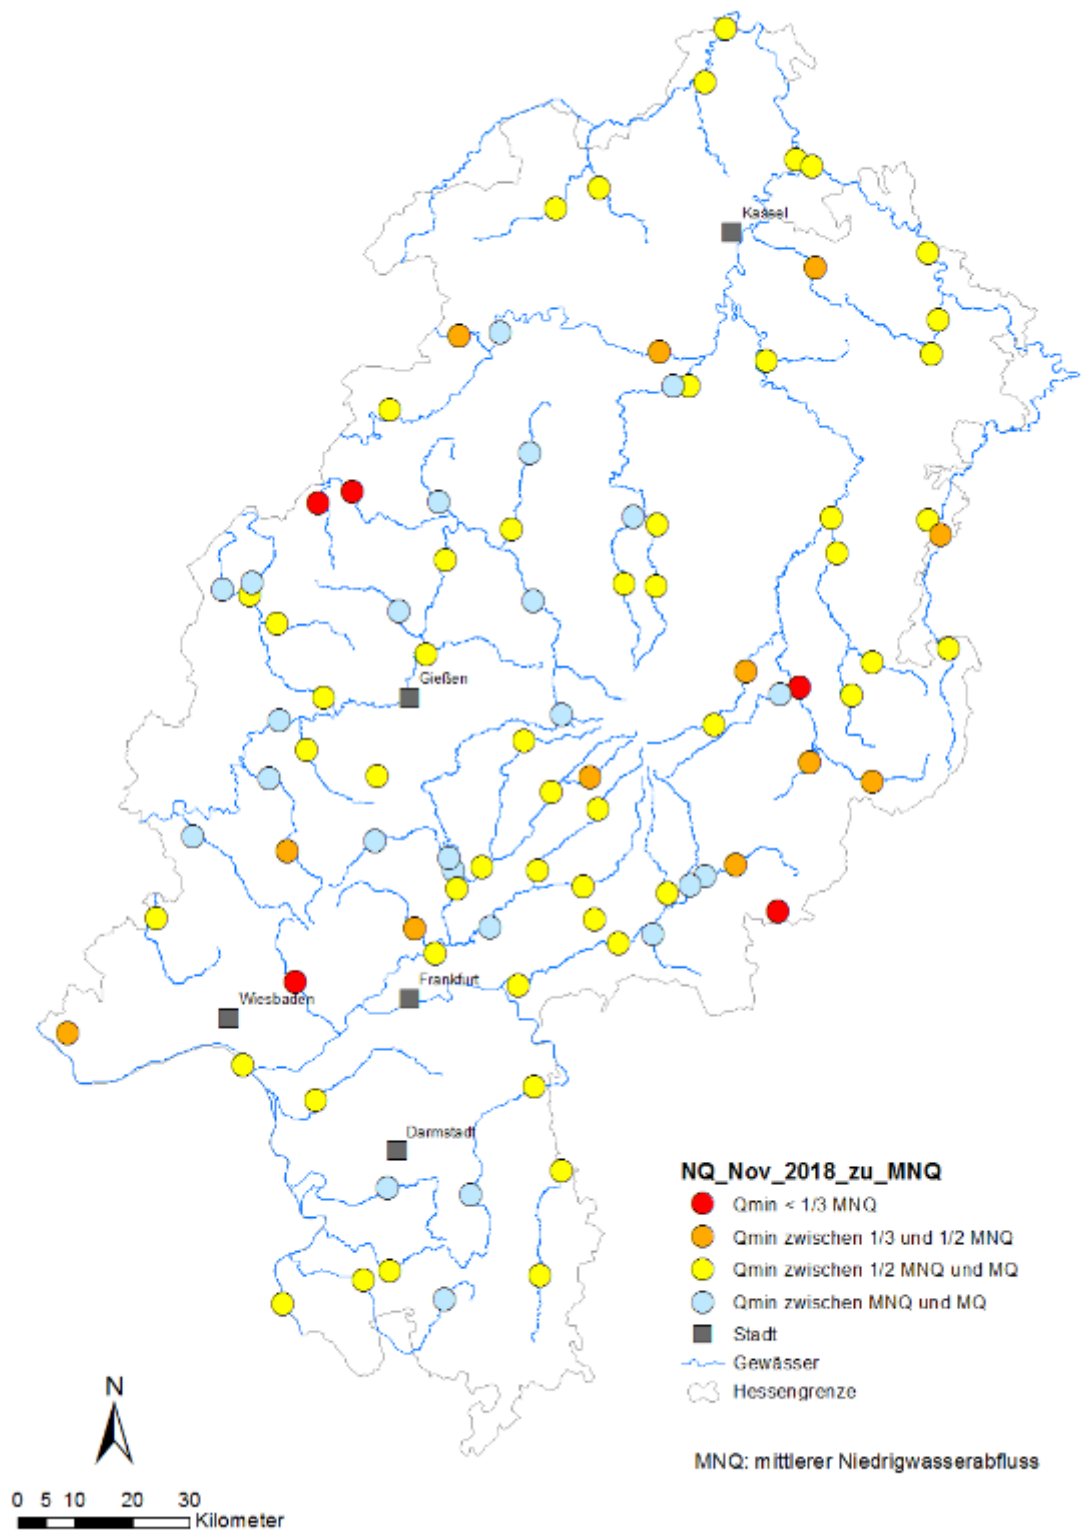 Kassel
Gießen
Frankfurt
Wiesbaden
Darmstadt
NQ_Nov_2018_zu_MNQ
Qmin < 1/3 MNQ
Qmin zwischen 1/3 und 1/2 MNQ
Qmin zwischen 1/2 MNQ und MQ
Qmin zwischen MNQ und MQ
Stadt
Gewässer
Hessengrenze
N
MNQ: mittlerer Niedrigwasserabfluss
0 5 10 20 30
Kilometer